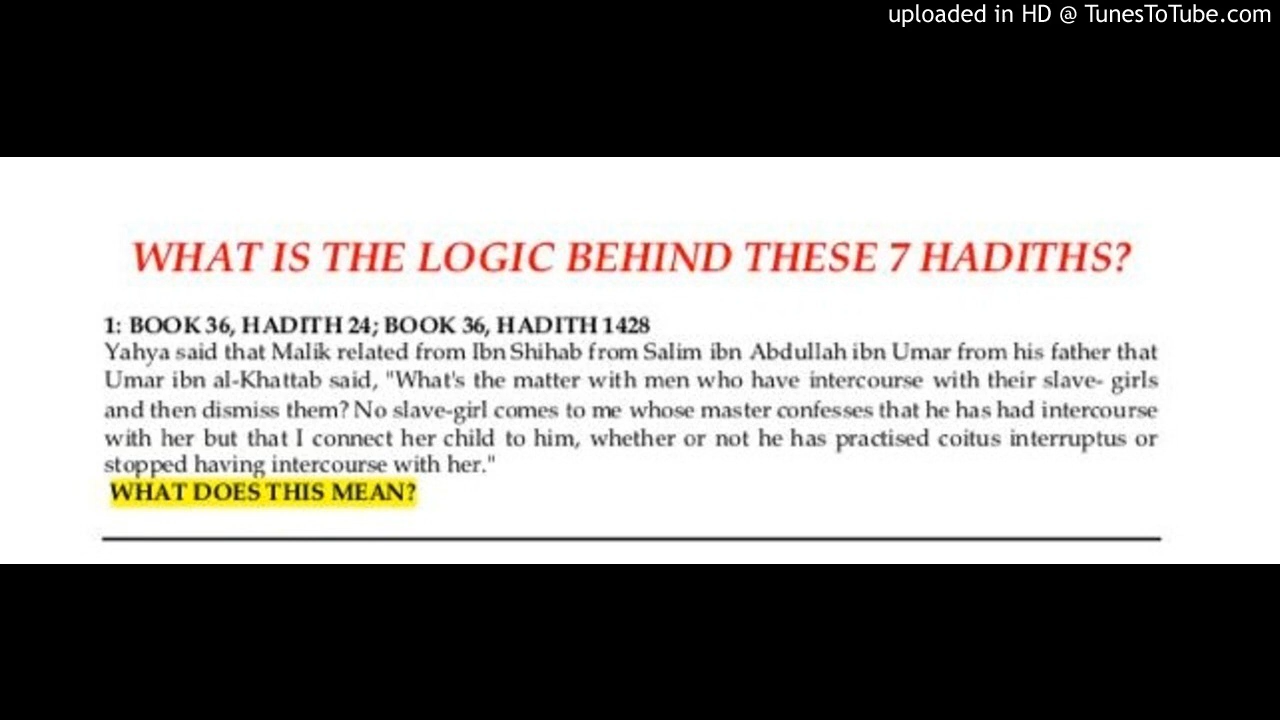 uploaded in HD @ TunesToTube.com
WHAT IS THE LOGIC BEHIND THESE 7 HADITHS?
1: BOOK 36, HADITH 24; BOOK 36, HADITH 1428
Yahya said that Malik related from Ibn Shihab from Salim ibn Abdullah ibn Umar from his father that
Umar ibn al-Khattab said, "What's the matter with men who have intercourse with their slave- girls
and then dismiss them? No slave-girl comes to me whose master confesses that he has had intercourse
with her but that I connect her child to him, whether or not he has practised coitus interruptus or
stopped having intercourse with her."
WHAT DOES THIS MEAN?